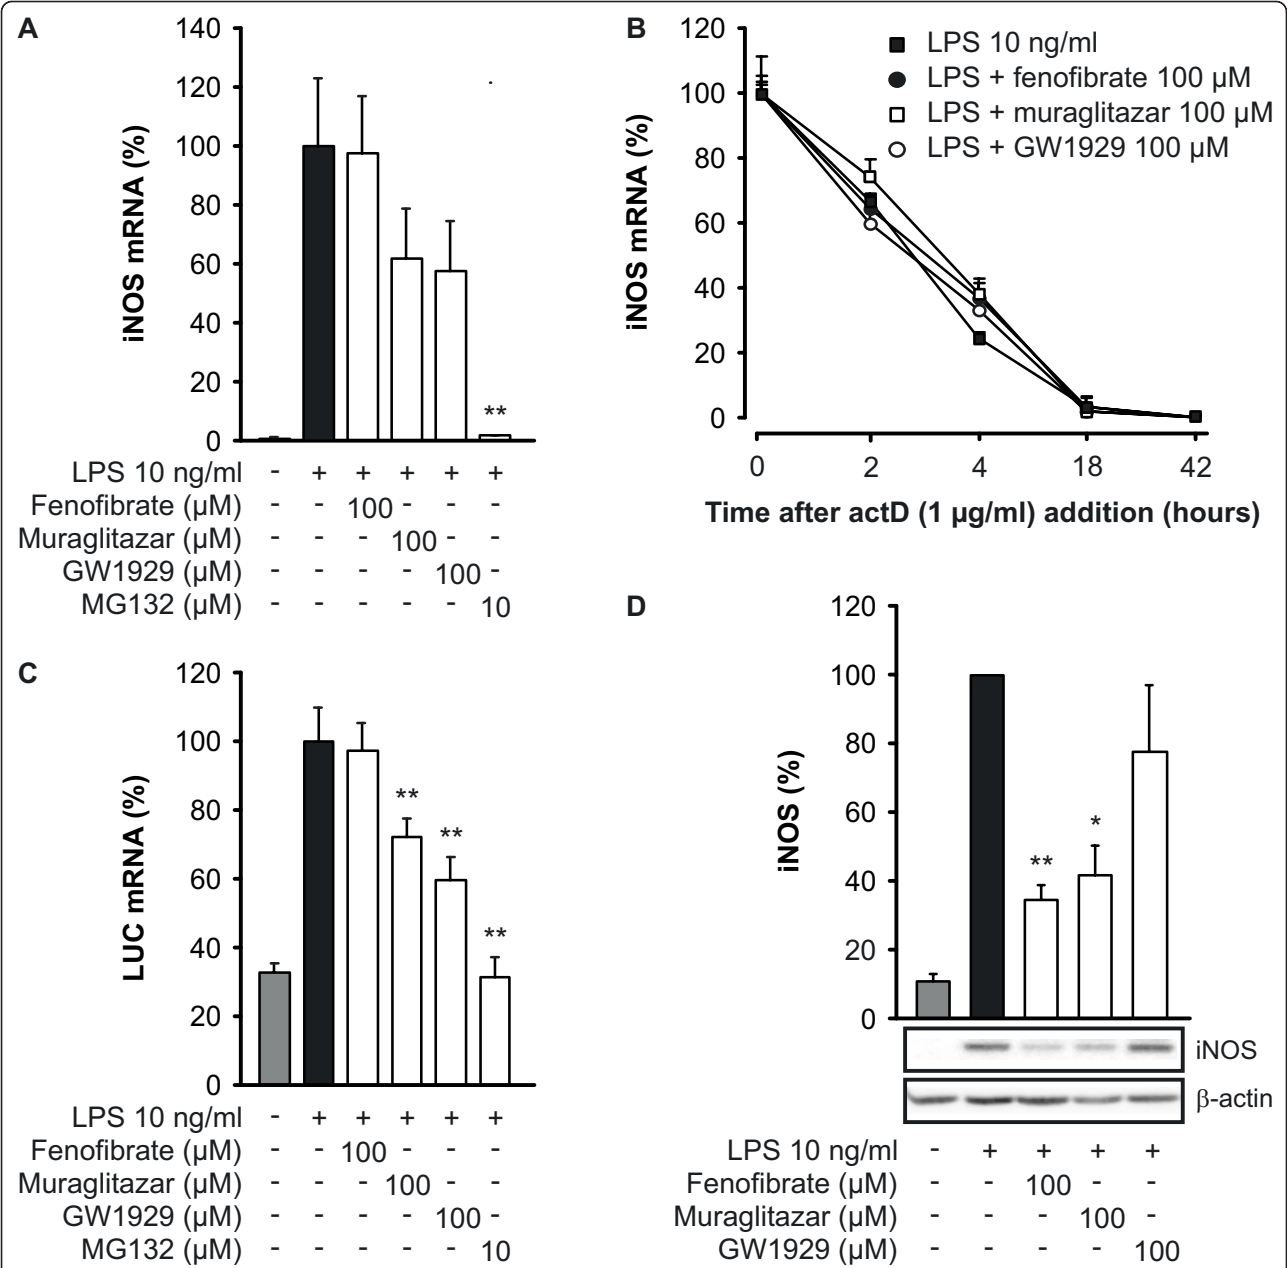 A
140
120
100
80
60
40
20
0
iNOS mRNA (%)
**
LPS 10 ng/ml - + + + + +
Fenofibrate (µM) - - 100 - - -
Muraglitazar (µM) - - - 100 - -
GW1929 (µM) - - - - 100 -
MG132 (µM) - - - - - 10
B
120
100
80
60
40
20
0
iNOS mRNA (%)
LPS 10 ng/ml
LPS + fenofibrate 100 µM
LPS + muraglitazar 100 µM
LPS + GW1929 100 µM
0 2 4 18 42
Time after actD (1 µg/ml) addition (hours)
C
120
100
80
60
40
20
0
LUC mRNA (%)
** ** **
LPS 10 ng/ml - + + + + +
Fenofibrate (µM) - - 100 - - -
Muraglitazar (µM) - - - 100 - -
GW1929 (µM) - - - - 100 -
MG132 (µM) - - - - - 10
D
120
100
80
60
40
20
0
iNOS (%)
** *
iNOS
β-actin
LPS 10 ng/ml - + + + +
Fenofibrate (µM) - - 100 - -
Muraglitazar (µM) - - - 100 -
GW1929 (µM) - - - - 100